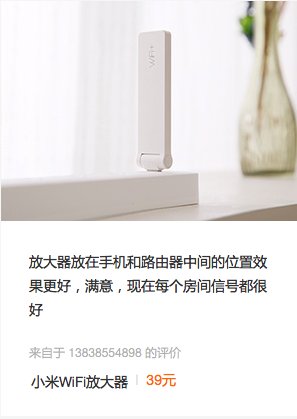 WiFi+
放大器放在手机和路由器中间的位置效
果更好，满意，现在每个房间信号都很
好
来自于 13838554898 的评价
小米WiFi放大器 | 39元